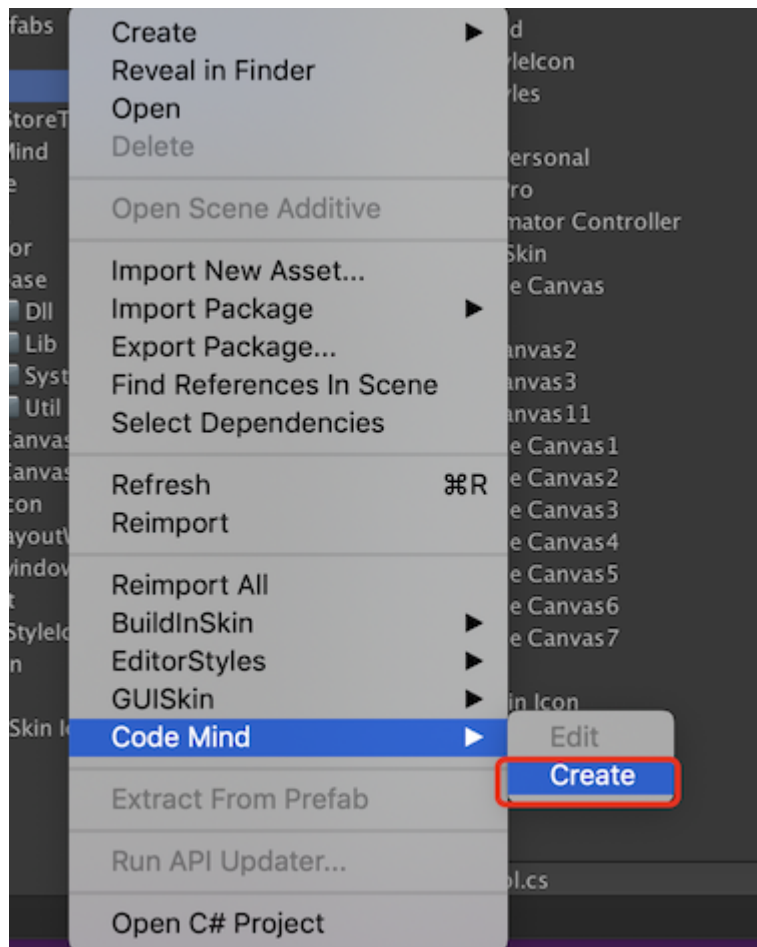 fabs
Create
Reveal in Finder
Open
Delete
Open Scene Additive
Import New Asset...
Import Package
Export Package...
Find References In Scene
Select Dependencies
Refresh ⌘R
Reimport
Reimport All
BuildInSkin
EditorStyles
GUISkin
Code Mind
Extract From Prefab
Run API Updater...
Open C# Project
Edit
Create
Dll
Lib
Syst
Util
ersonal
ro
mator Controller
Skin
e Canvas
anvas2
anvas3
anvas11
e Canvas1
e Canvas2
e Canvas3
e Canvas4
e Canvas5
e Canvas6
e Canvas7
in Icon
ol.cs